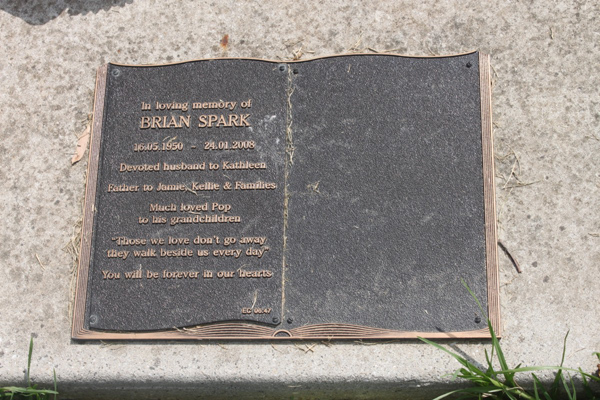 In loving memory of
BRIAN SPARK
16.05.1950 - 24.01.2008
Devoted husband to Kathleen
Father to Jamie, Kellie & Families
Much loved Pop
to his grandchildren
"Those we love don't go away
they walk beside us every day"
You will be forever in our hearts